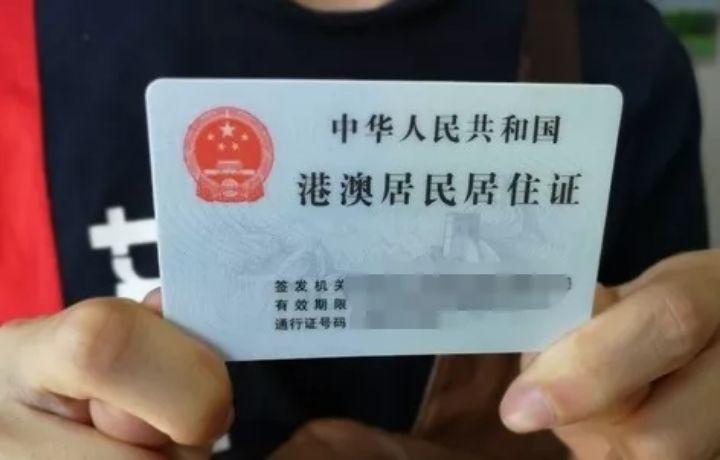 中华人民共和国
港澳居民居住证
签发机关
有效期限
通行证号码